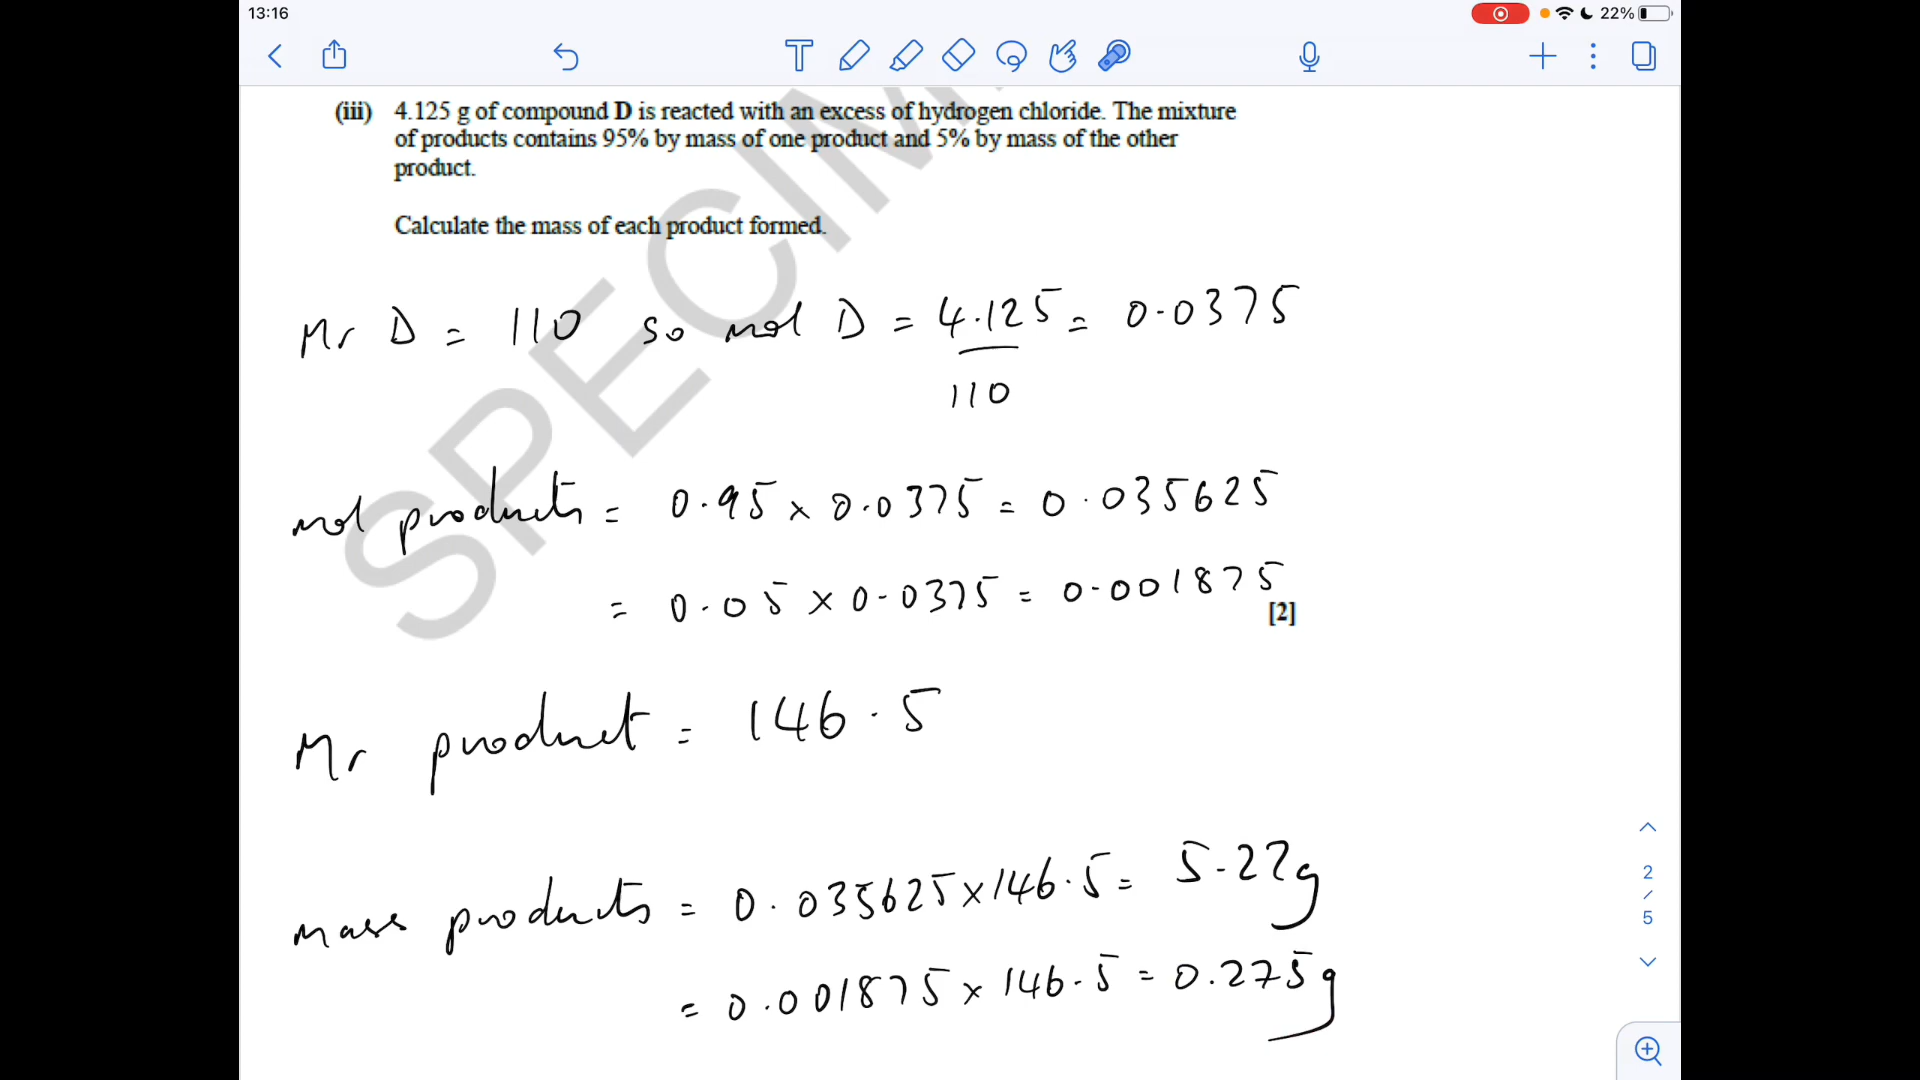 13:16
22%
(iii) 4.125 g of compound D is reacted with an excess of hydrogen chloride. The mixture
of products contains 95% by mass of one product and 5% by mass of the other
product.
Calculate the mass of each product formed.
SPECIM
Mr D = 110 so mol D = 4.125 = 0.0375
110
mol products = 0.95 × 0.0375 = 0.035625
= 0.05 × 0.0375 = 0.001875
[2]
Mr product = 146.5
mass products = 0.035625 × 146.5 = 5.22g
= 0.001875 × 146.5 = 0.275g
2
/
5